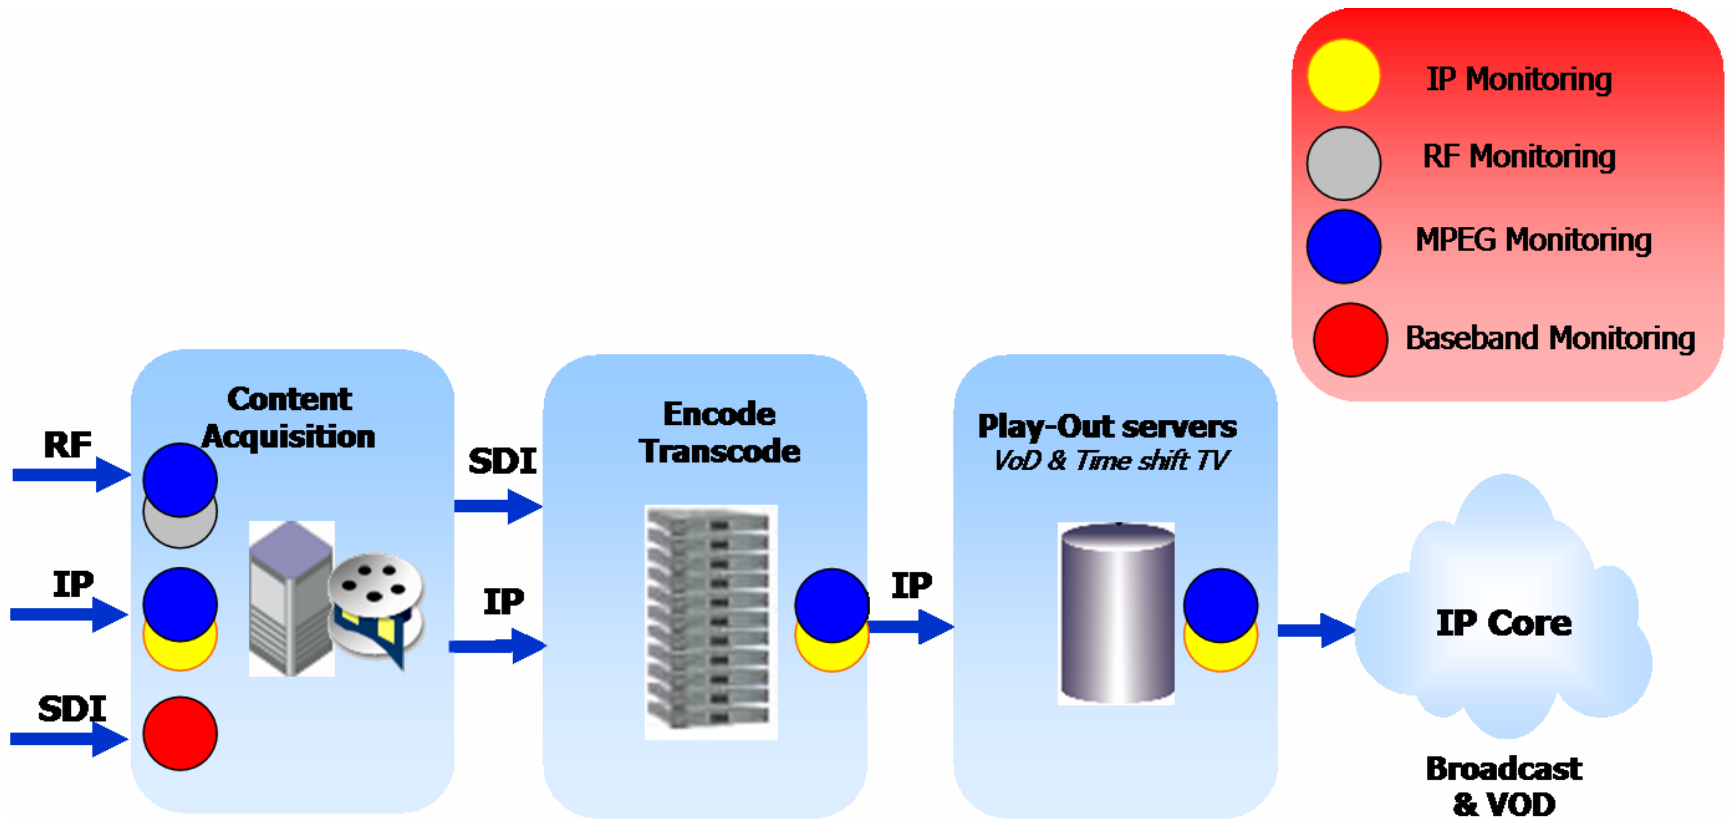 IP Monitoring
RF Monitoring
MPEG Monitoring
Baseband Monitoring
Content
Acquisition
RF
IP
SDI
SDI
IP
Encode
Transcode
IP
Play-Out servers
VoD & Time shift TV
IP Core
Broadcast
& VOD